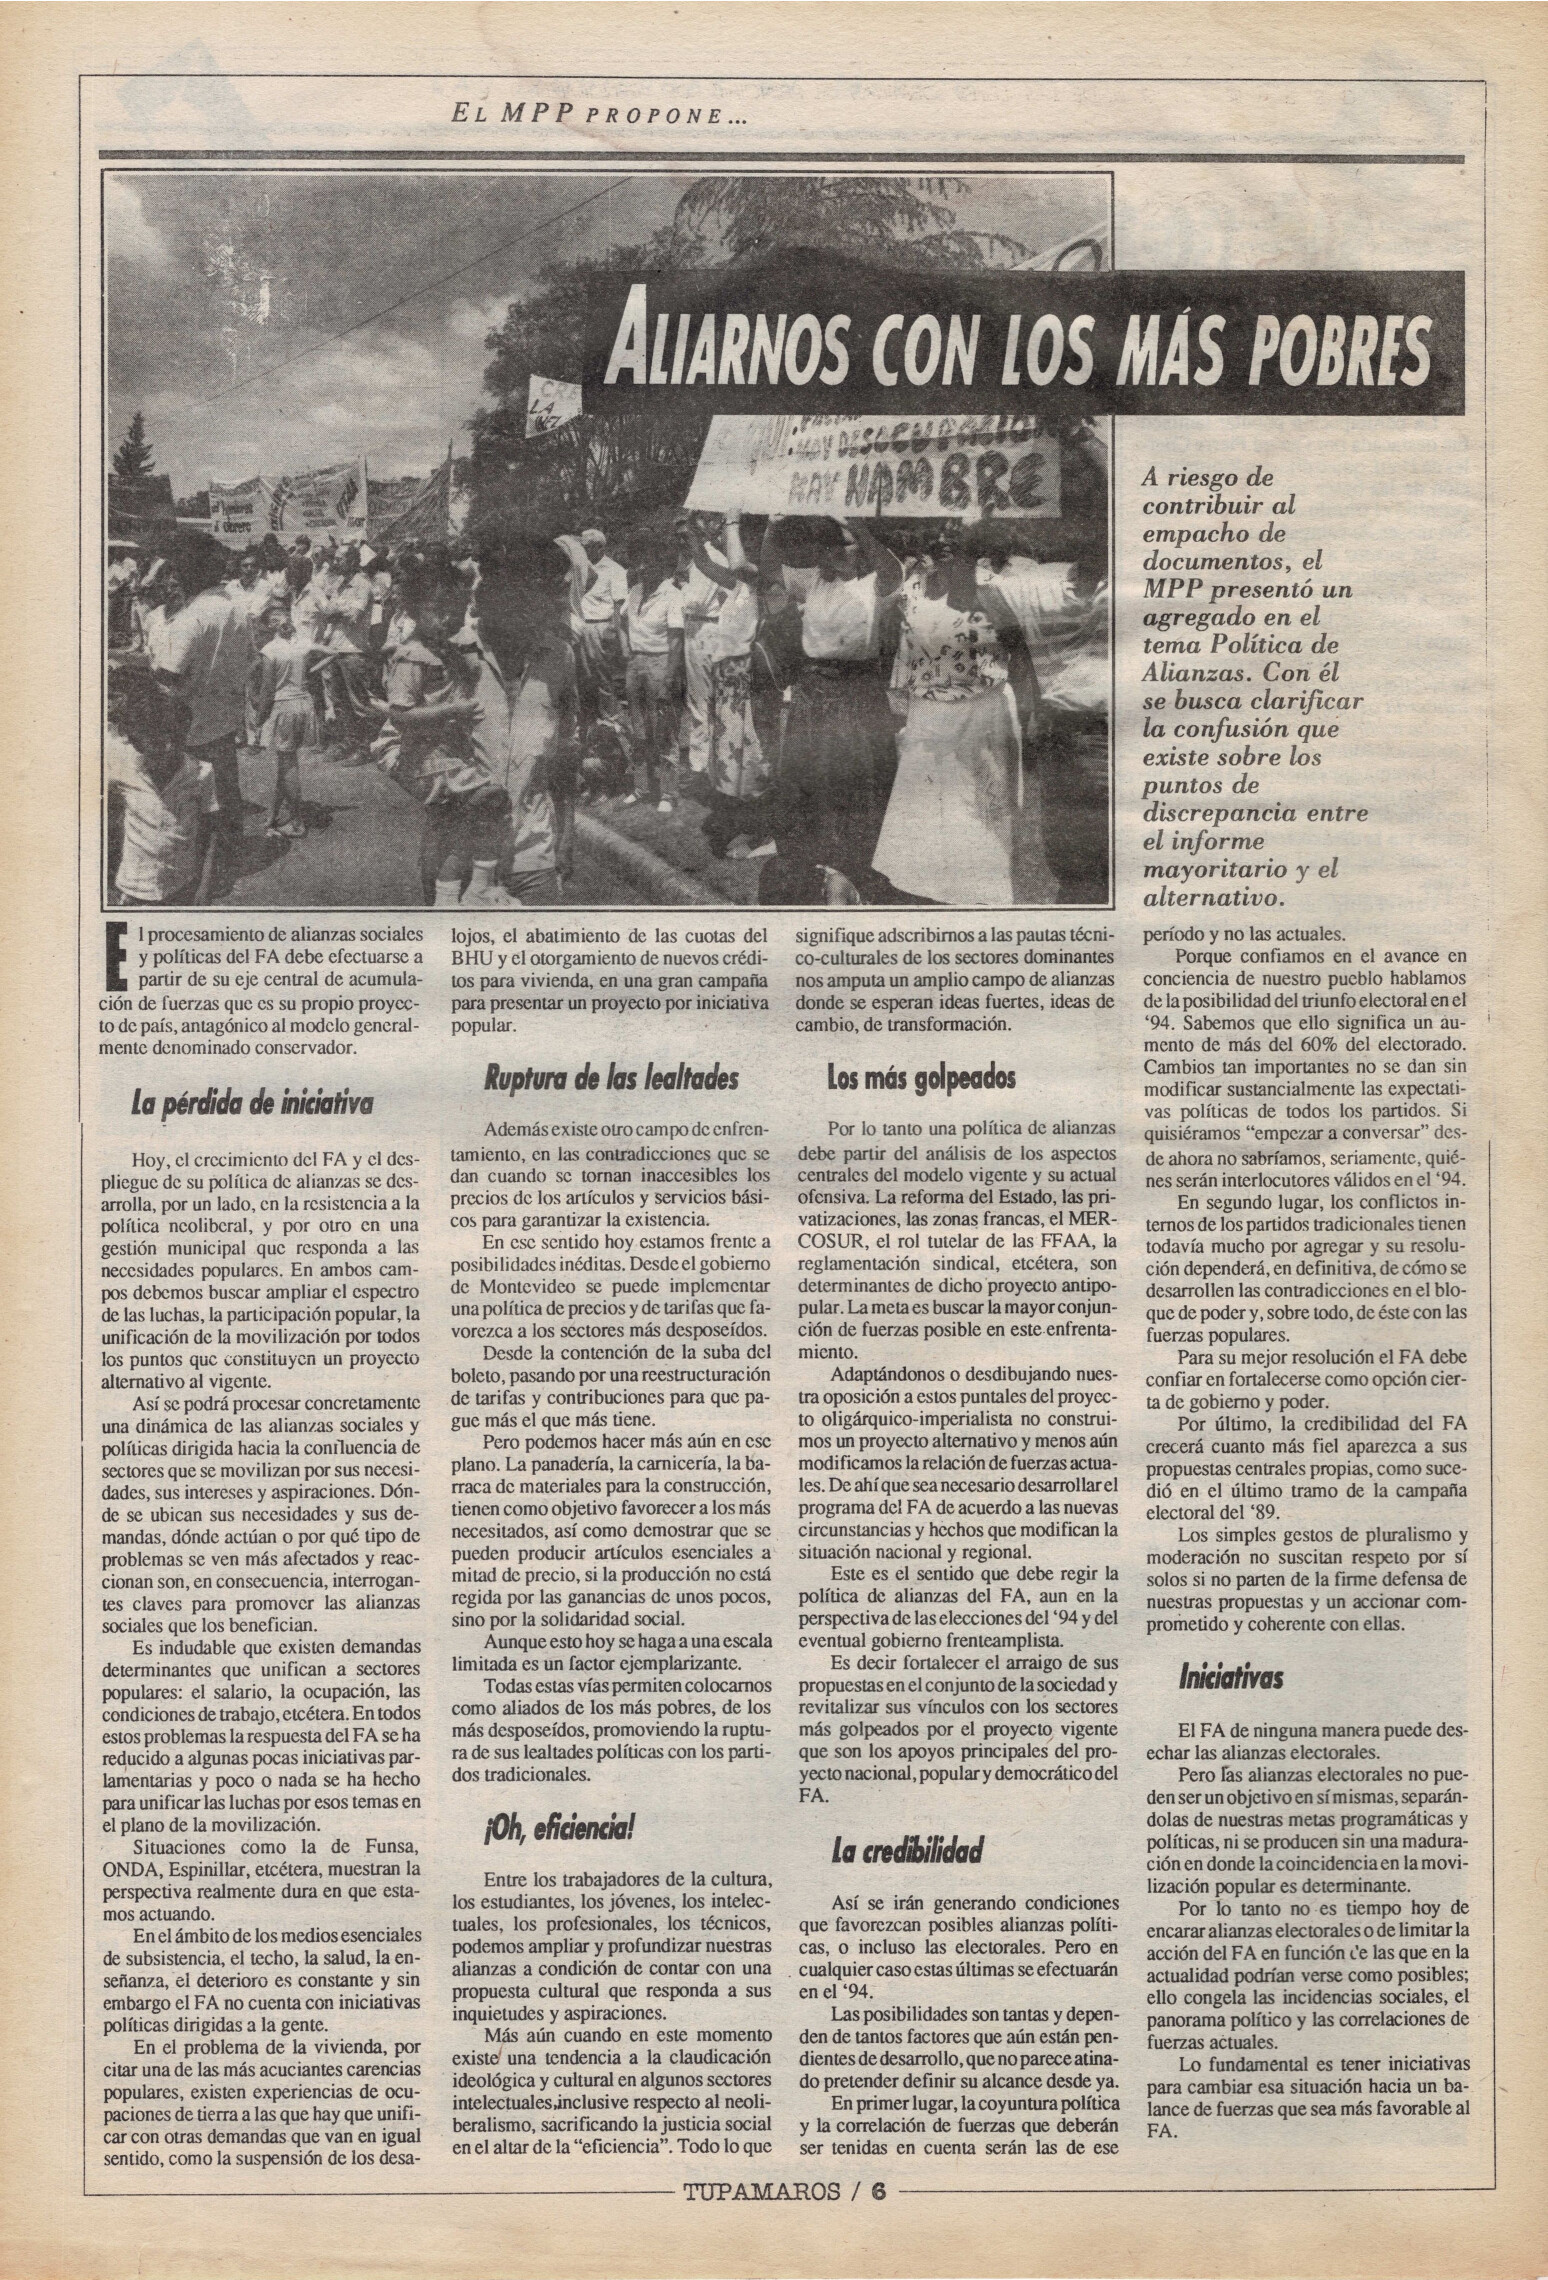 EL MPP PROPONE...
ALIARNOS CON LOS MÁS POBRES
LA
HAY DESOCUPACIO
HAY HAMBRE
A riesgo de
contribuir al
empacho de
documentos, el
MPP presentó un
agregado en el
tema Política de
Alianzas. Con él
se busca clarificar
la confusión que
existe sobre los
puntos de
discrepancia entre
el informe
mayoritario y el
alternativo.
El procesamiento de alianzas sociales
y políticas del FA debe efectuarse a
partir de su eje central de acumula-
ción de fuerzas que es su propio proyec-
to de país, antagónico al modelo general-
mente denominado conservador.
La pérdida de iniciativa
Hoy, el crecimiento del FA y el des-
pliegue de su política de alianzas se des-
arrolla, por un lado, en la resistencia a la
política neoliberal, y por otro en una
gestión municipal que responda a las
necesidades populares. En ambos cam-
pos debemos buscar ampliar el espectro
de las luchas, la participación popular, la
unificación de la movilización por todos
los puntos que constituyen un proyecto
alternativo al vigente.
Así se podrá procesar concretamente
una dinámica de las alianzas sociales y
políticas dirigida hacia la confluencia de
sectores que se movilizan por sus necesi-
dades, sus intereses y aspiraciones. Dón-
de se ubican sus necesidades y sus de-
mandas, dónde actúan o por qué tipo de
problemas se ven más afectados y reac-
cionan son, en consecuencia, interrogan-
tes claves para promover las alianzas
sociales que los benefician.
Es indudable que existen demandas
determinantes que unifican a sectores
populares: el salario, la ocupación, las
condiciones de trabajo, etcétera. En todos
estos problemas la respuesta del FA se ha
reducido a algunas pocas iniciativas par-
lamentarias y poco o nada se ha hecho
para unificar las luchas por esos temas en
el plano de la movilización.
Situaciones como la de Funsa,
ONDA, Espinillar, etcétera, muestran la
perspectiva realmente dura en que esta-
mos actuando.
En el ámbito de los medios esenciales
de subsistencia, el techo, la salud, la en-
señanza, el deterioro es constante y sin
embargo el FA no cuenta con iniciativas
políticas dirigidas a la gente.
En el problema de la vivienda, por
citar una de las más acuciantes carencias
populares, existen experiencias de ocu-
paciones de tierra a las que hay que unifi-
car con otras demandas que van en igual
sentido, como la suspensión de los desa-
lojos, el abatimiento de las cuotas del
BHU y el otorgamiento de nuevos crédi-
tos para vivienda, en una gran campaña
para presentar un proyecto por iniciativa
popular.
Ruptura de las lealtades
Además existe otro campo de enfren-
tamiento, en las contradicciones que se
dan cuando se tornan inaccesibles los
precios de los artículos y servicios bási-
cos para garantizar la existencia.
En ese sentido hoy estamos frente a
posibilidades inéditas. Desde el gobierno
de Montevideo se puede implementar
una política de precios y de tarifas que fa-
vorezca a los sectores más desposeídos.
Desde la contención de la suba del
boleto, pasando por una reestructuración
de tarifas y contribuciones para que pa-
gue más el que más tiene.
Pero podemos hacer más aún en ese
plano. La panadería, la carnicería, la ba-
rraca de materiales para la construcción,
tienen como objetivo favorecer a los más
necesitados, así como demostrar que se
pueden producir artículos esenciales a
mitad de precio, si la producción no está
regida por las ganancias de unos pocos,
sino por la solidaridad social.
Aunque esto hoy se haga a una escala
limitada es un factor ejemplarizante.
Todas estas vías permiten colocarnos
como aliados de los más pobres, de los
más desposeídos, promoviendo la ruptu-
ra de sus lealtades políticas con los parti-
dos tradicionales.
¡Oh, eficiencia!
Entre los trabajadores de la cultura,
los estudiantes, los jóvenes, los intelec-
tuales, los profesionales, los técnicos,
podemos ampliar y profundizar nuestras
alianzas a condición de contar con una
propuesta cultural que responda a sus
inquietudes y aspiraciones.
Más aún cuando en este momento
existe una tendencia a la claudicación
ideológica y cultural en algunos sectores
intelectuales,inclusive respecto al neoli-
beralismo, sacrificando la justicia social
en el altar de la "eficiencia". Todo lo que
signifique adscribirnos a las pautas técni-
co-culturales de los sectores dominantes
nos amputa un amplio campo de alianzas
donde se esperan ideas fuertes, ideas de
cambio, de transformación.
Los más golpeados
Por lo tanto una política de alianzas
debe partir del análisis de los aspectos
centrales del modelo vigente y su actual
ofensiva. La reforma del Estado, las pri-
vatizaciones, las zonas francas, el MER-
COSUR, el rol tutelar de las FFAA, la
reglamentación sindical, etcétera, son
determinantes de dicho proyecto antipo-
pular. La meta es buscar la mayor conjun-
ción de fuerzas posible en este enfrenta-
miento.
Adaptándonos o desdibujando nues-
tra oposición a estos puntales del proyec-
to oligárquico-imperialista no construi-
mos un proyecto alternativo y menos aún
modificamos la relación de fuerzas actua-
les. De ahí que sea necesario desarrollar el
programa del FA de acuerdo a las nuevas
circunstancias y hechos que modifican la
situación nacional y regional.
Este es el sentido que debe regir la
política de alianzas del FA, aun en la
perspectiva de las elecciones del '94 y del
eventual gobierno frenteamplista.
Es decir fortalecer el arraigo de sus
propuestas en el conjunto de la sociedad y
revitalizar sus vínculos con los sectores
más golpeados por el proyecto vigente
que son los apoyos principales del pro-
yecto nacional, popular y democrático del
FA.
La credibilidad
Así se irán generando condiciones
que favorezcan posibles alianzas políti-
cas, o incluso las electorales. Pero en
cualquier caso estas últimas se efectuarán
en el '94.
Las posibilidades son tantas y depen-
den de tantos factores que aún están pen-
dientes de desarrollo, que no parece atina-
do pretender definir su alcance desde ya.
En primer lugar, la coyuntura política
y la correlación de fuerzas que deberán
ser tenidas en cuenta serán las de ese
período y no las actuales.
Porque confiamos en el avance en
conciencia de nuestro pueblo hablamos
de la posibilidad del triunfo electoral en el
'94. Sabemos que ello significa un au-
mento de más del 60% del electorado.
Cambios tan importantes no se dan sin
modificar sustancialmente las expectati-
vas políticas de todos los partidos. Si
quisiéramos "empezar a conversar" des-
de ahora no sabríamos, seriamente, quié-
nes serán interlocutores válidos en el '94.
En segundo lugar, los conflictos in-
ternos de los partidos tradicionales tienen
todavía mucho por agregar y su resolu-
ción dependerá, en definitiva, de cómo se
desarrollen las contradicciones en el blo-
que de poder y, sobre todo, de éste con las
fuerzas populares.
Para su mejor resolución el FA debe
confiar en fortalecerse como opción cier-
ta de gobierno y poder.
Por último, la credibilidad del FA
crecerá cuanto más fiel aparezca a sus
propuestas centrales propias, como suce-
dió en el último tramo de la campaña
electoral del '89.
Los simples gestos de pluralismo y
moderación no suscitan respeto por sí
solos si no parten de la firme defensa de
nuestras propuestas y un accionar com-
prometido y coherente con ellas.
Iniciativas
El FA de ninguna manera puede des-
echar las alianzas electorales.
Pero las alianzas electorales no pue-
den ser un objetivo en sí mismas, separán-
dolas de nuestras metas programáticas y
políticas, ni se producen sin una madura-
ción en donde la coincidencia en la movi-
lización popular es determinante.
Por lo tanto no es tiempo hoy de
encarar alianzas electorales o de limitar la
acción del FA en función de las que en la
actualidad podrían verse como posibles;
ello congela las incidencias sociales, el
panorama político y las correlaciones de
fuerzas actuales.
Lo fundamental es tener iniciativas
para cambiar esa situación hacia un ba-
lance de fuerzas que sea más favorable al
FA.
TUPAMAROS / 6